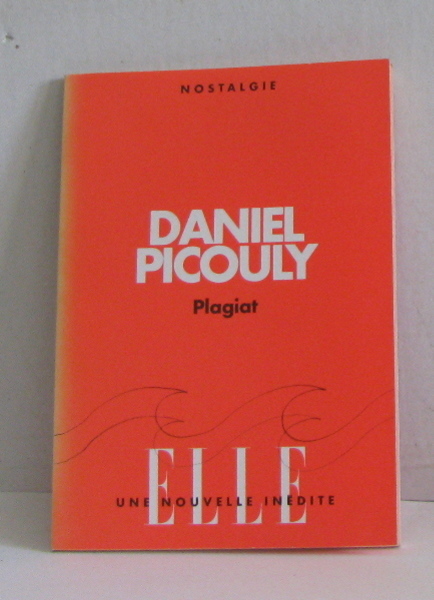 NOSTALGIE
DANIEL
PICOULY
Plagiat
ELLE
UNE NOUVELLE INÉDITE